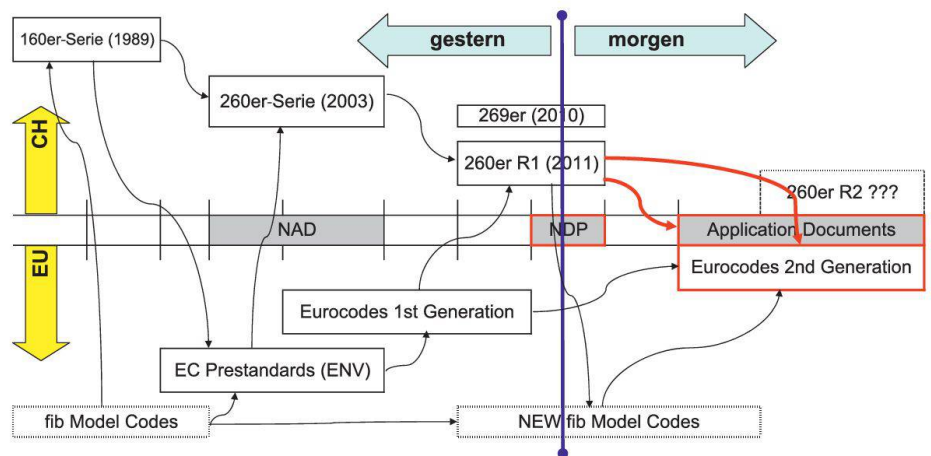 160er-Serie (1989)
gestern
morgen
260er-Serie (2003)
269er (2010)
CH
260er R1 (2011)
260er R2 ???
NAD
NDP
Application Documents
EU
Eurocodes 2nd Generation
Eurocodes 1st Generation
EC Prestandards (ENV)
fib Model Codes
NEW fib Model Codes